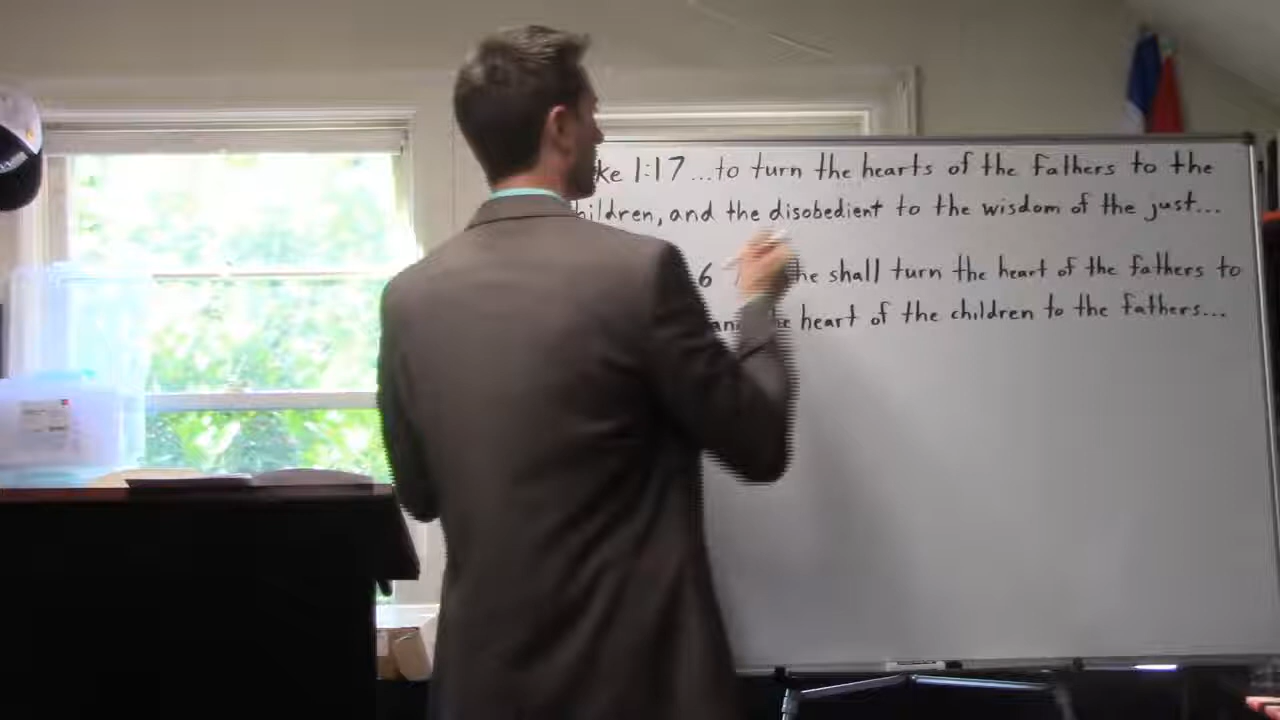 ke 1:17 ...to turn the hearts of the fathers to the
hildren, and the disobedient to the wisdom of the just...
6 he shall turn the heart of the fathers to
heart of the children to the fathers...